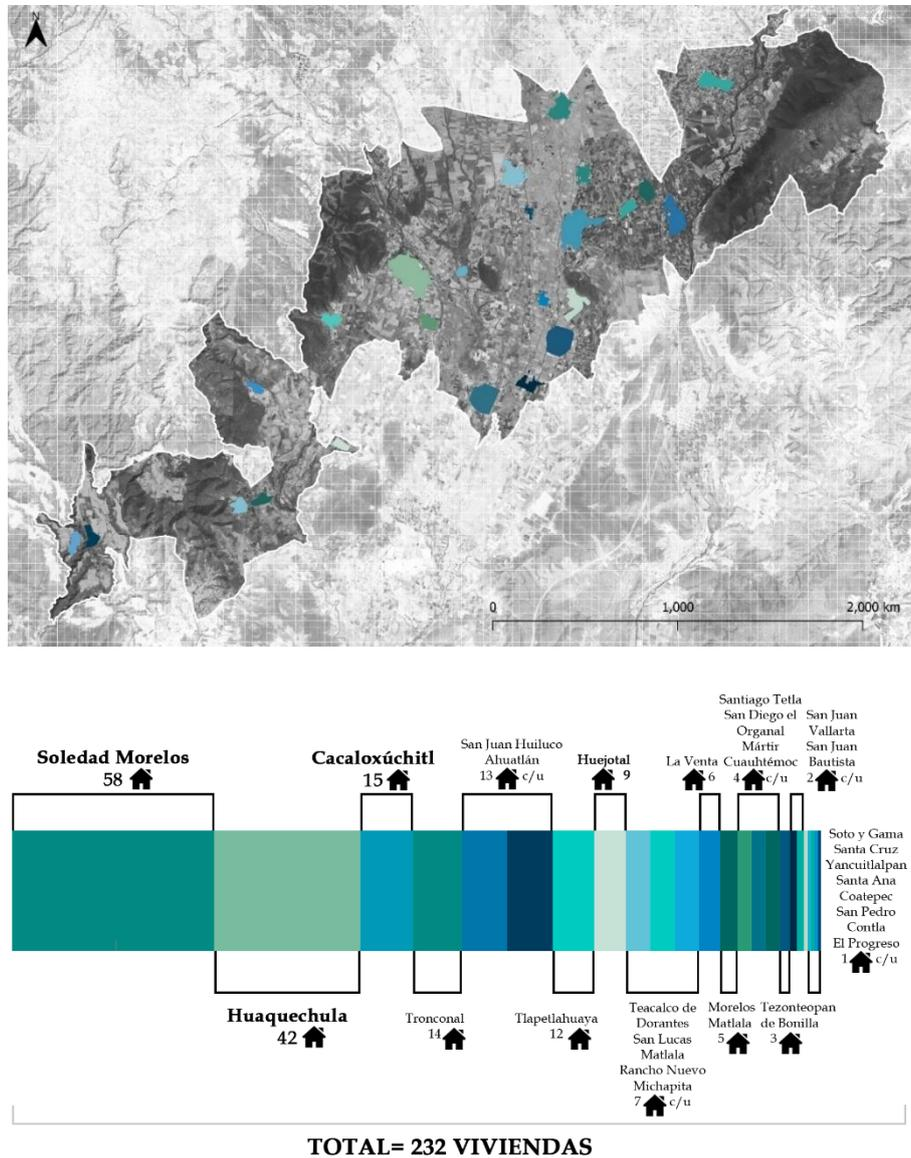 N
0 1,000 2,000 km
Soledad Morelos
58
Cacaloxúchitl
15
San Juan Huiluco
Ahuatlán
13 c/u
Huejotal
9
La Venta
6
Santiago Tetla
San Diego el
Organal
Mártir
Cuauhtémoc
4 c/u
San Juan
Vallarta
San Juan
Bautista
2 c/u
Soto y Gama
Santa Cruz
Yancuitlalpan
Santa Ana
Coatepec
San Pedro
Contla
El Progreso
1 c/u
Huaquechula
42
Tronconal
14
Tlapetlahuaya
12
Teacalco de
Dorantes
San Lucas
Matlala
Rancho Nuevo
Michapita
7 c/u
Morelos
Matlala
5
Tezonteopan
de Bonilla
3
TOTAL= 232 VIVIENDAS